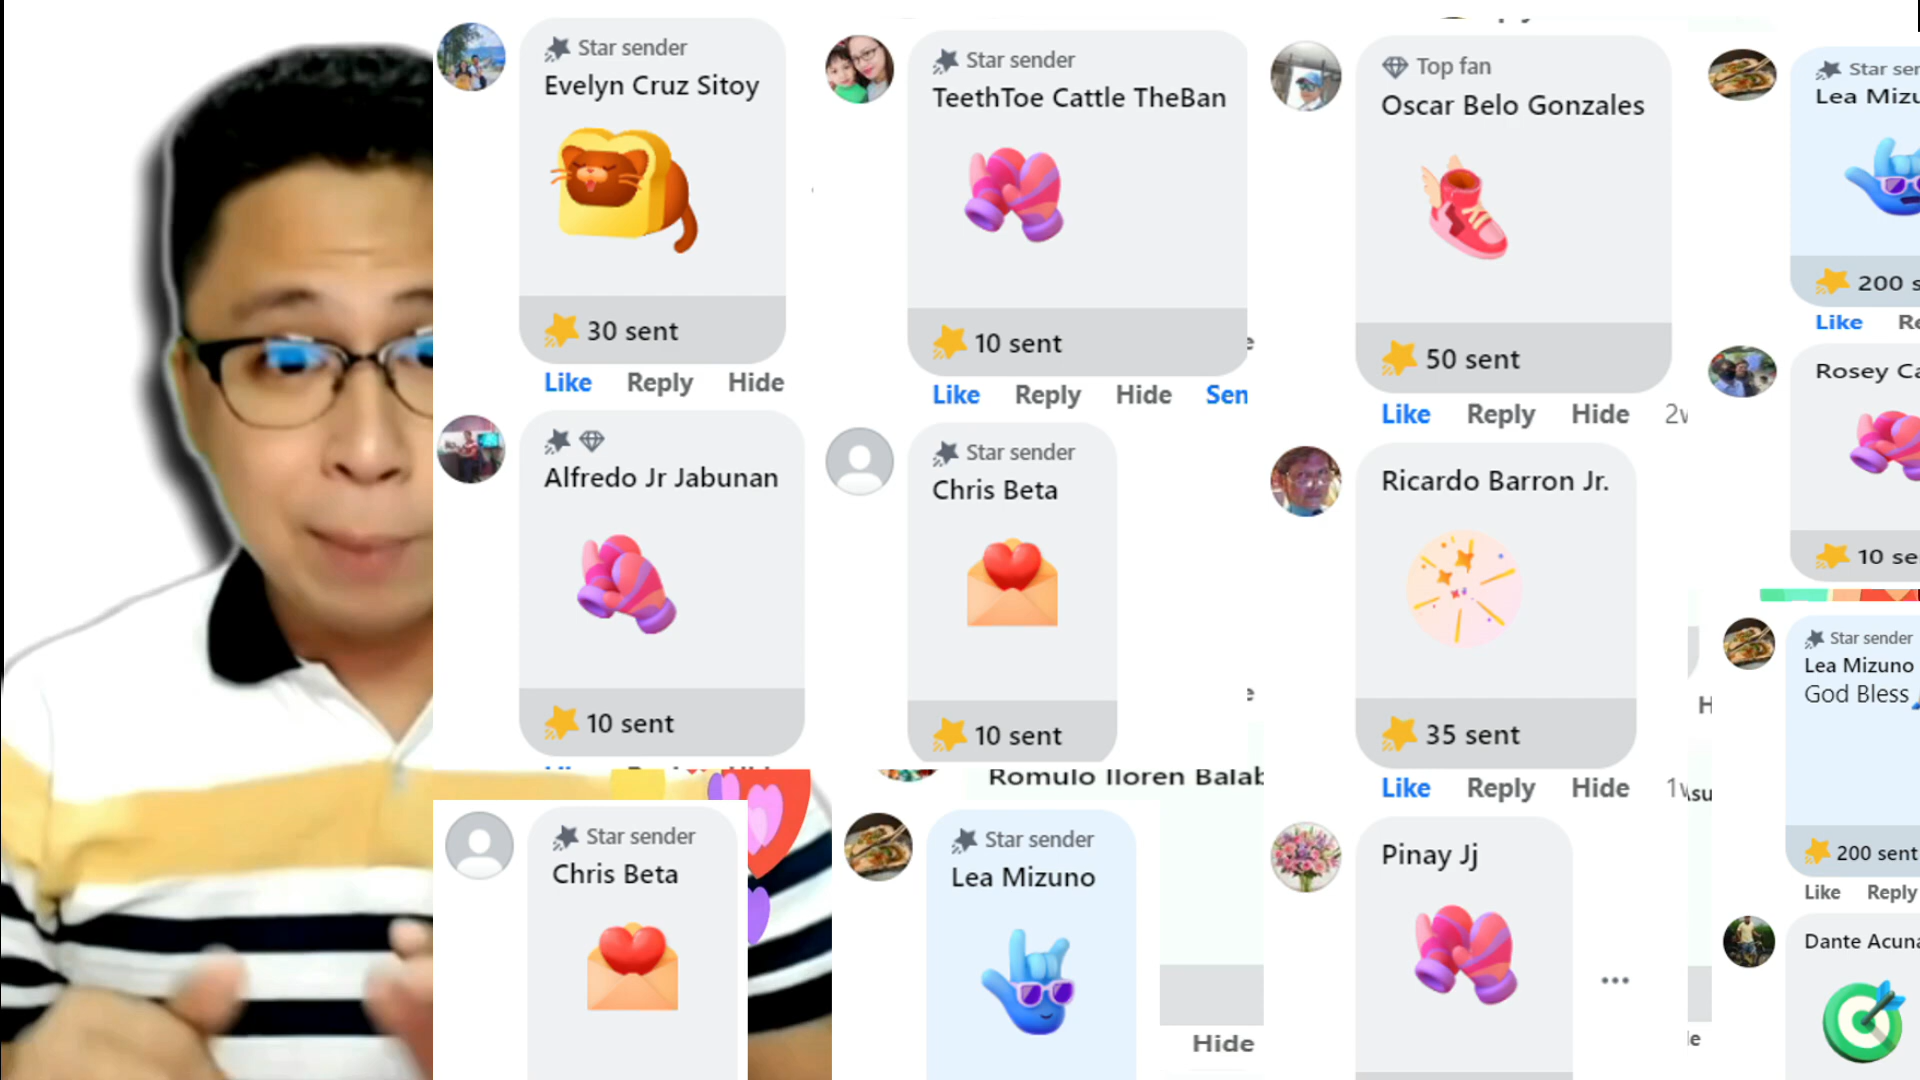 Star sender
Evelyn Cruz Sitoy
30 sent
Like Reply Hide
Alfredo Jr Jabunan
10 sent
Star sender
Chris Beta
Star sender
TeethToe Cattle TheBan
10 sent
Like Reply Hide Sen
Star sender
Chris Beta
10 sent
Romulo Iloren Balab
Star sender
Lea Mizuno
Hide
Top fan
Oscar Belo Gonzales
50 sent
Like Reply Hide 2w
Ricardo Barron Jr.
35 sent
Like Reply Hide 1w
Pinay Jj
Star ser
Lea Mizu
200 s
Like Re
Rosey Ca
10 se
Star sender
Lea Mizuno
God Bless
200 sent
Like Reply
Dante Acuna